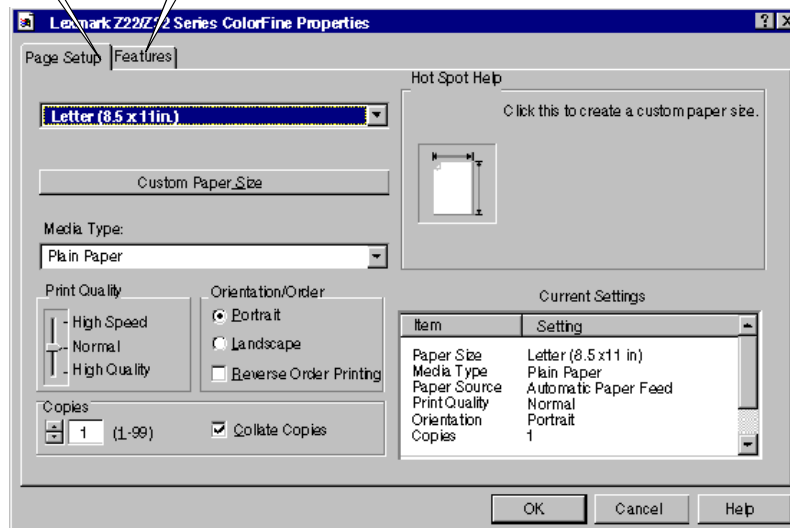 Lexmark Z22/Z32 Series ColorFine Properties
Page Setup
Features
Letter (8.5 x 11in.)
Custom Paper Size
Media Type:
Plain Paper
Print Quality
High Speed
Normal
High Quality
Orientation/Order
Portrait
Landscape
Reverse Order Printing
Copies
1 (1-99)
Collate Copies
Hot Spot Help
Click this to create a custom paper size.
Current Settings
Item Setting
Paper Size Letter (8.5 x11 in)
Media Type Plain Paper
Paper Source Automatic Paper Feed
Print Quality Normal
Orientation Portrait
Copies 1
OK Cancel Help